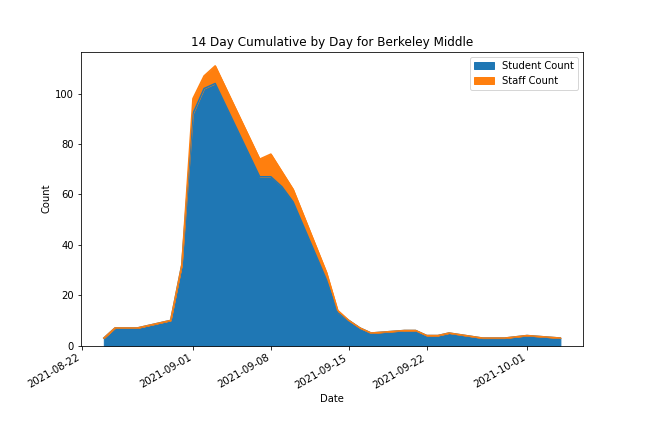 14 Day Cumulative by Day for Berkeley Middle
Student Count
Staff Count
Count
100
80
60
40
20
0
2021-08-22
2021-09-01
2021-09-08
2021-09-15
2021-09-22
2021-10-01
Date